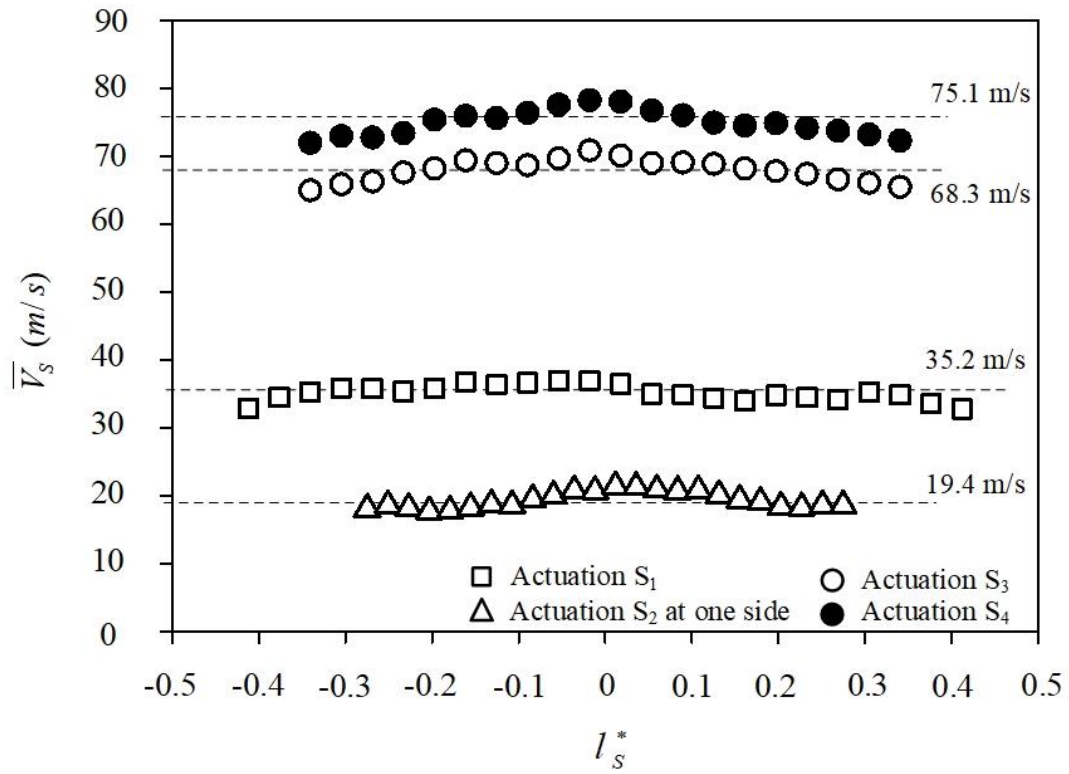 90
80
70
60
50
40
30
20
10
0
V̅_S (m/s)
75.1 m/s
68.3 m/s
35.2 m/s
19.4 m/s
Actuation S₁
Actuation S₃
Actuation S₂ at one side
Actuation S₄
-0.5 -0.4 -0.3 -0.2 -0.1 0 0.1 0.2 0.3 0.4 0.5
l_S^*